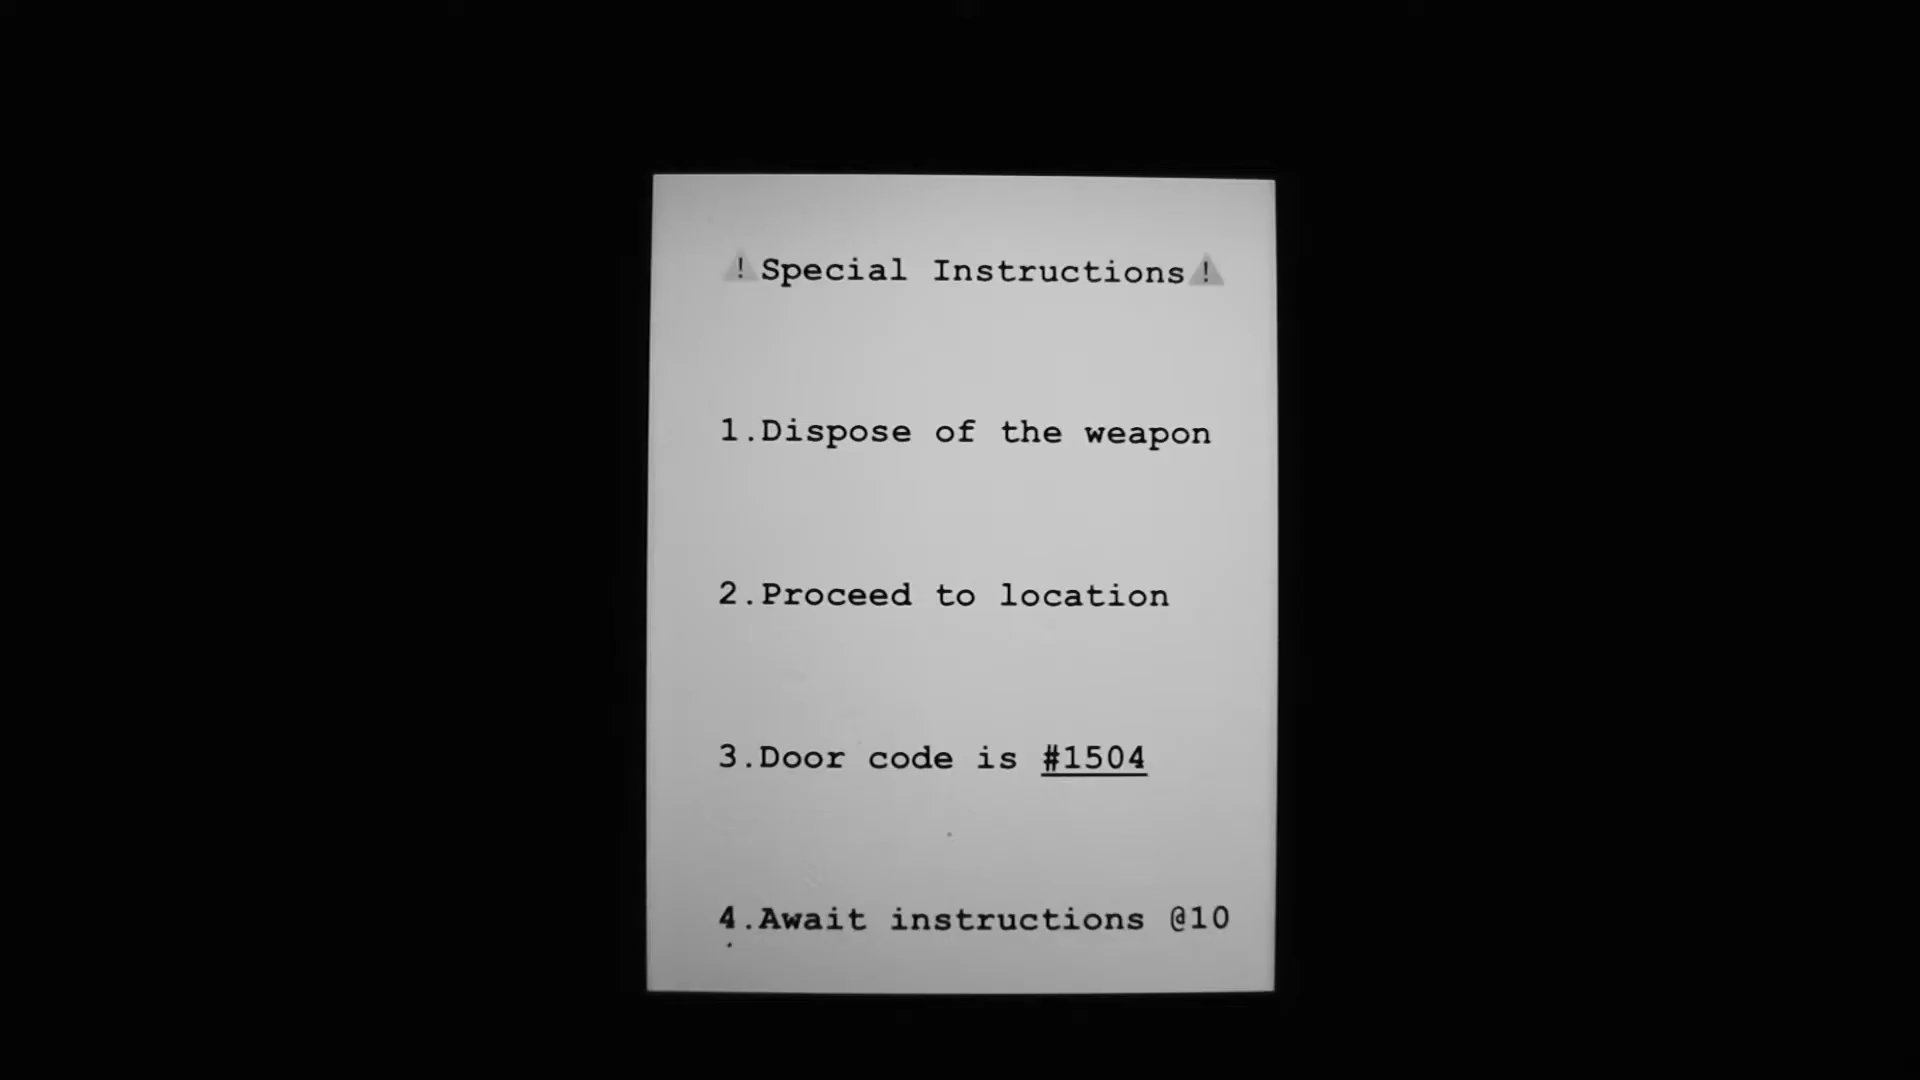 ⚠Special Instructions⚠
1.Dispose of the weapon
2.Proceed to location
3.Door code is #1504
4.Await instructions @10